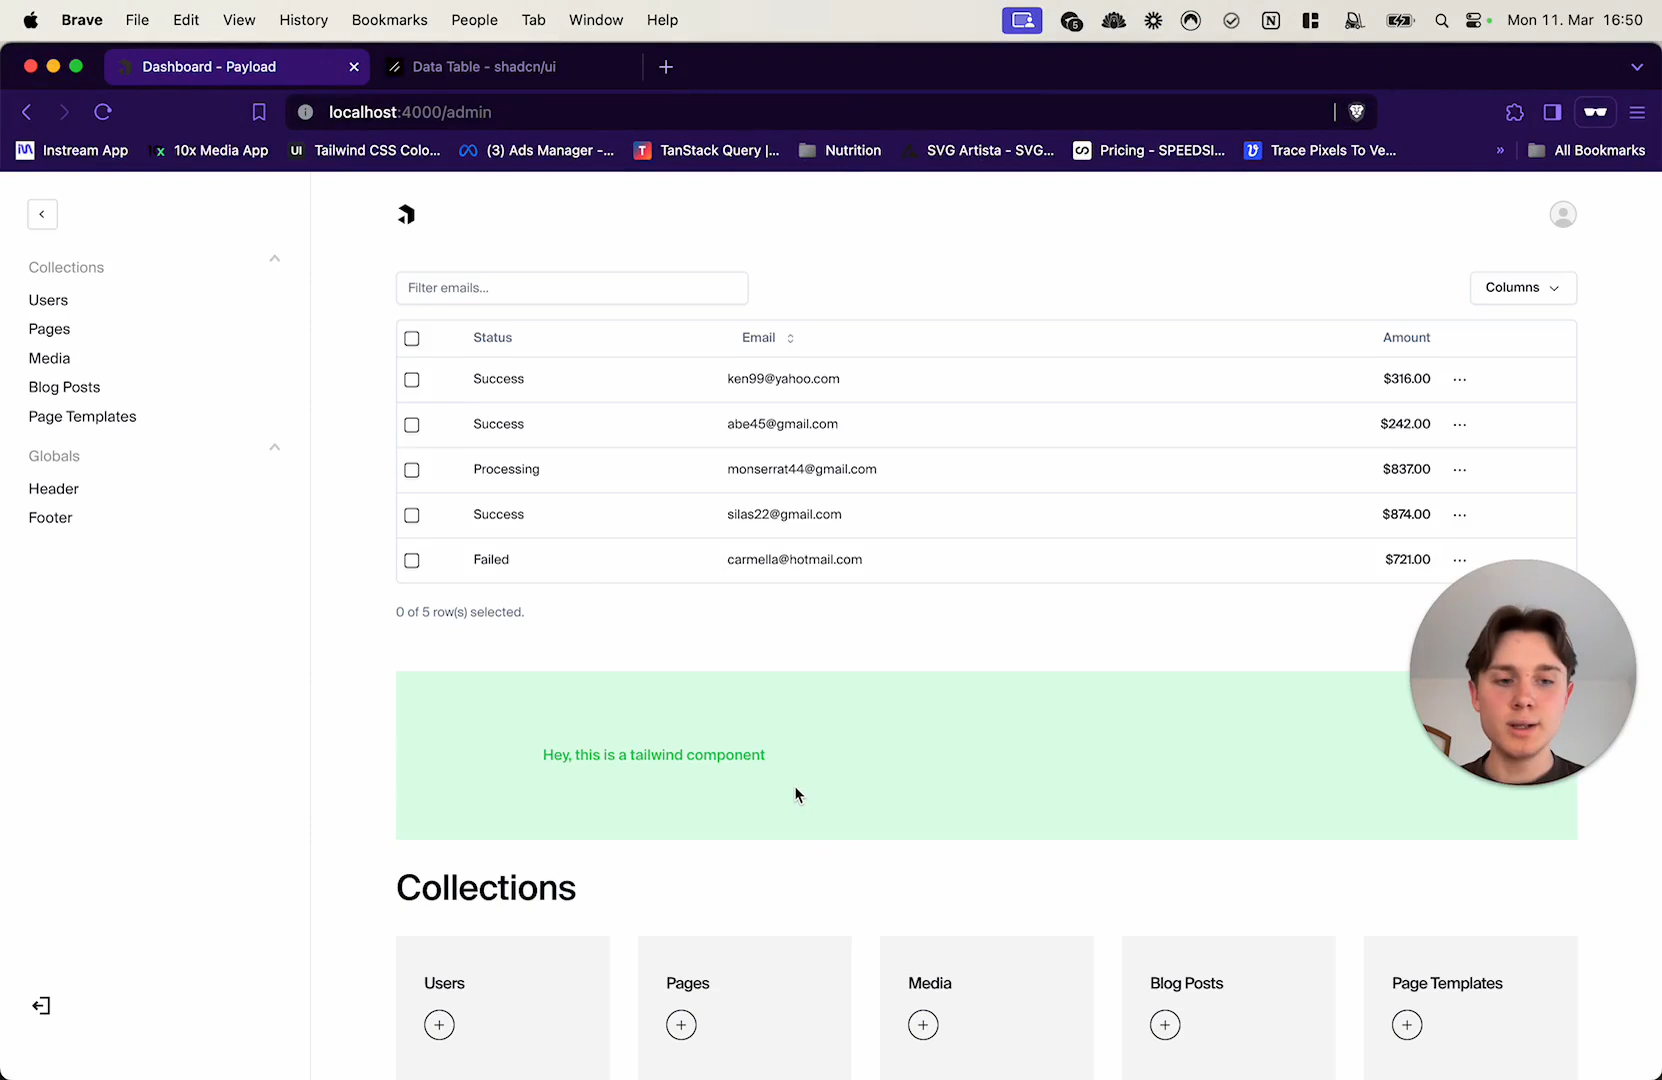 Brave File Edit View History Bookmarks People Tab Window Help Mon 11. Mar 16:50
Dashboard - Payload Data Table - shadcn/ui
localhost:4000/admin
Instream App 10x Media App Tailwind CSS Colo... (3) Ads Manager -... TanStack Query |... Nutrition SVG Artista - SVG... Pricing - SPEEDSI... Trace Pixels To Ve... » All Bookmarks
Collections
Users
Pages
Media
Blog Posts
Page Templates
Globals
Header
Footer
Filter emails...
Columns
Status Email Amount
Success ken99@yahoo.com $316.00 ...
Success abe45@gmail.com $242.00 ...
Processing monserrat44@gmail.com $837.00 ...
Success silas22@gmail.com $874.00 ...
Failed carmella@hotmail.com $721.00 ...
0 of 5 row(s) selected.
Hey, this is a tailwind component
Collections
Users Pages Media Blog Posts Page Templates